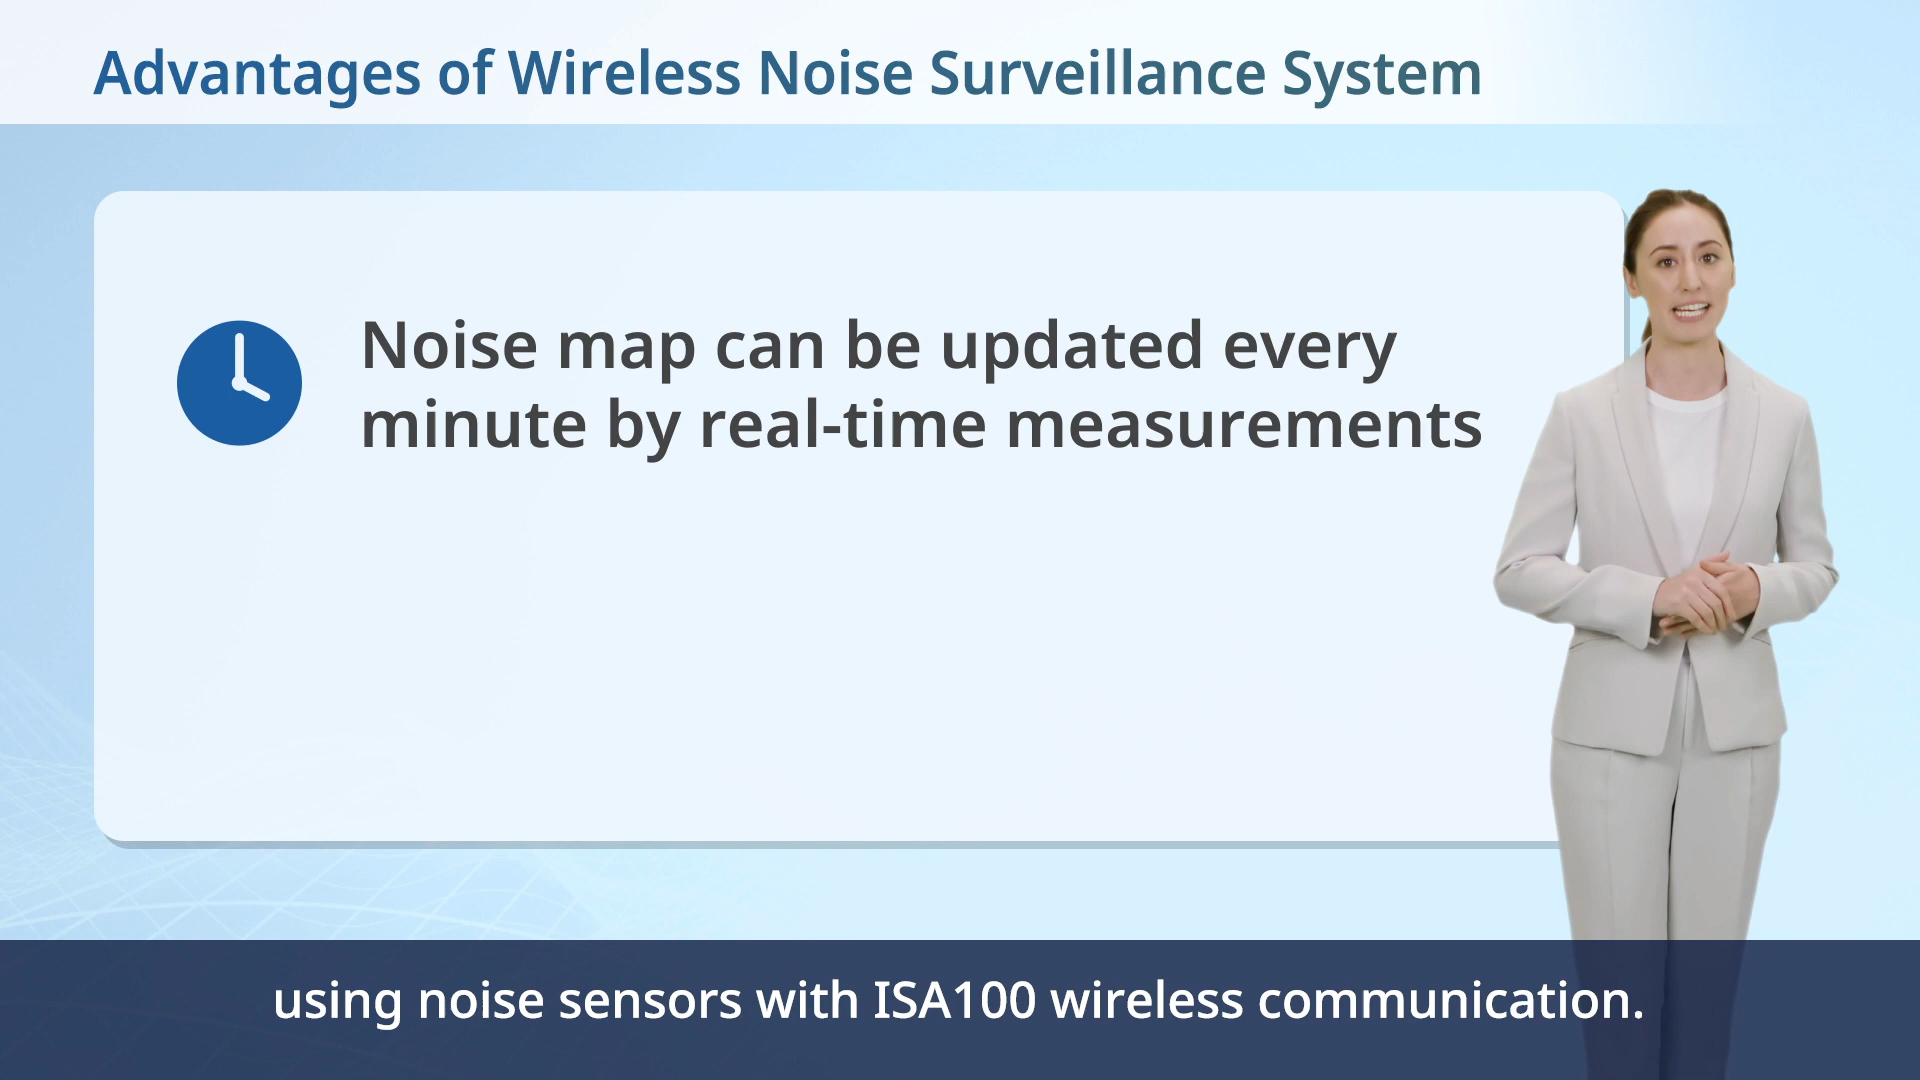 Advantages of Wireless Noise Surveillance System
Noise map can be updated every
minute by real-time measurements
using noise sensors with ISA100 wireless communication.